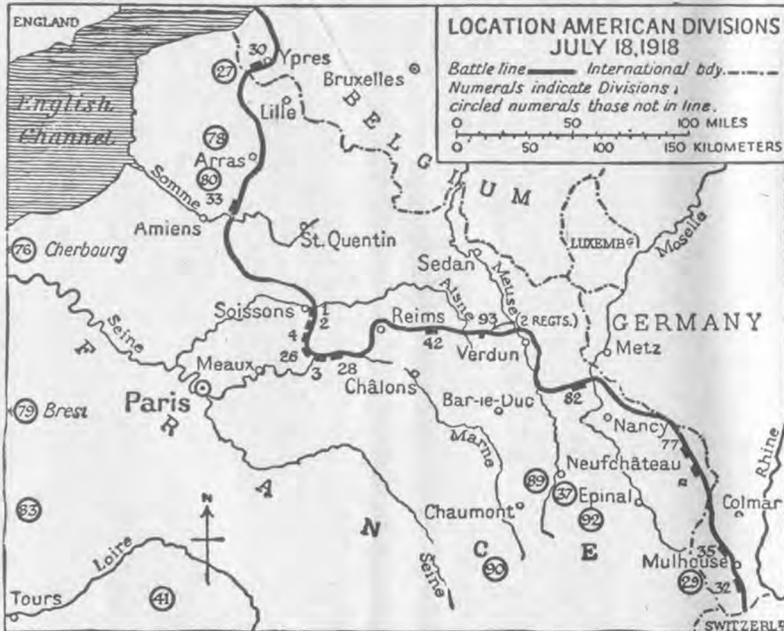 LOCATION AMERICAN DIVISIONS
JULY 18, 1918
Battle line International bdy.
Numerals indicate Divisions,
circled numerals those not in line.
0 50 100 MILES
0 50 100 150 KILOMETERS
ENGLAND
English
Channel
30 Ypres
27
Bruxelles
Lille
BELGIUM
78
Arras
80
33
Somme
Amiens
St. Quentin
LUXEMB.
Moselle
76 Cherbourg
Sedan
Meuse
Aisne
Soissons
1
2
Reims
93 (2 REGTS.)
GERMANY
Seine
4
42
Verdun
Metz
26
3
28
Meaux
Châlons
82
Paris
Bar-le-Duc
79 Brest
Nancy
Marne
77
Rhine
FRANCE
Neufchâteau
89
37
Epinal
5
83
Chaumont
92
Colmar
N
Loire
Seine
90
35
Mulhouse
29
32
Tours
41
SWITZERL